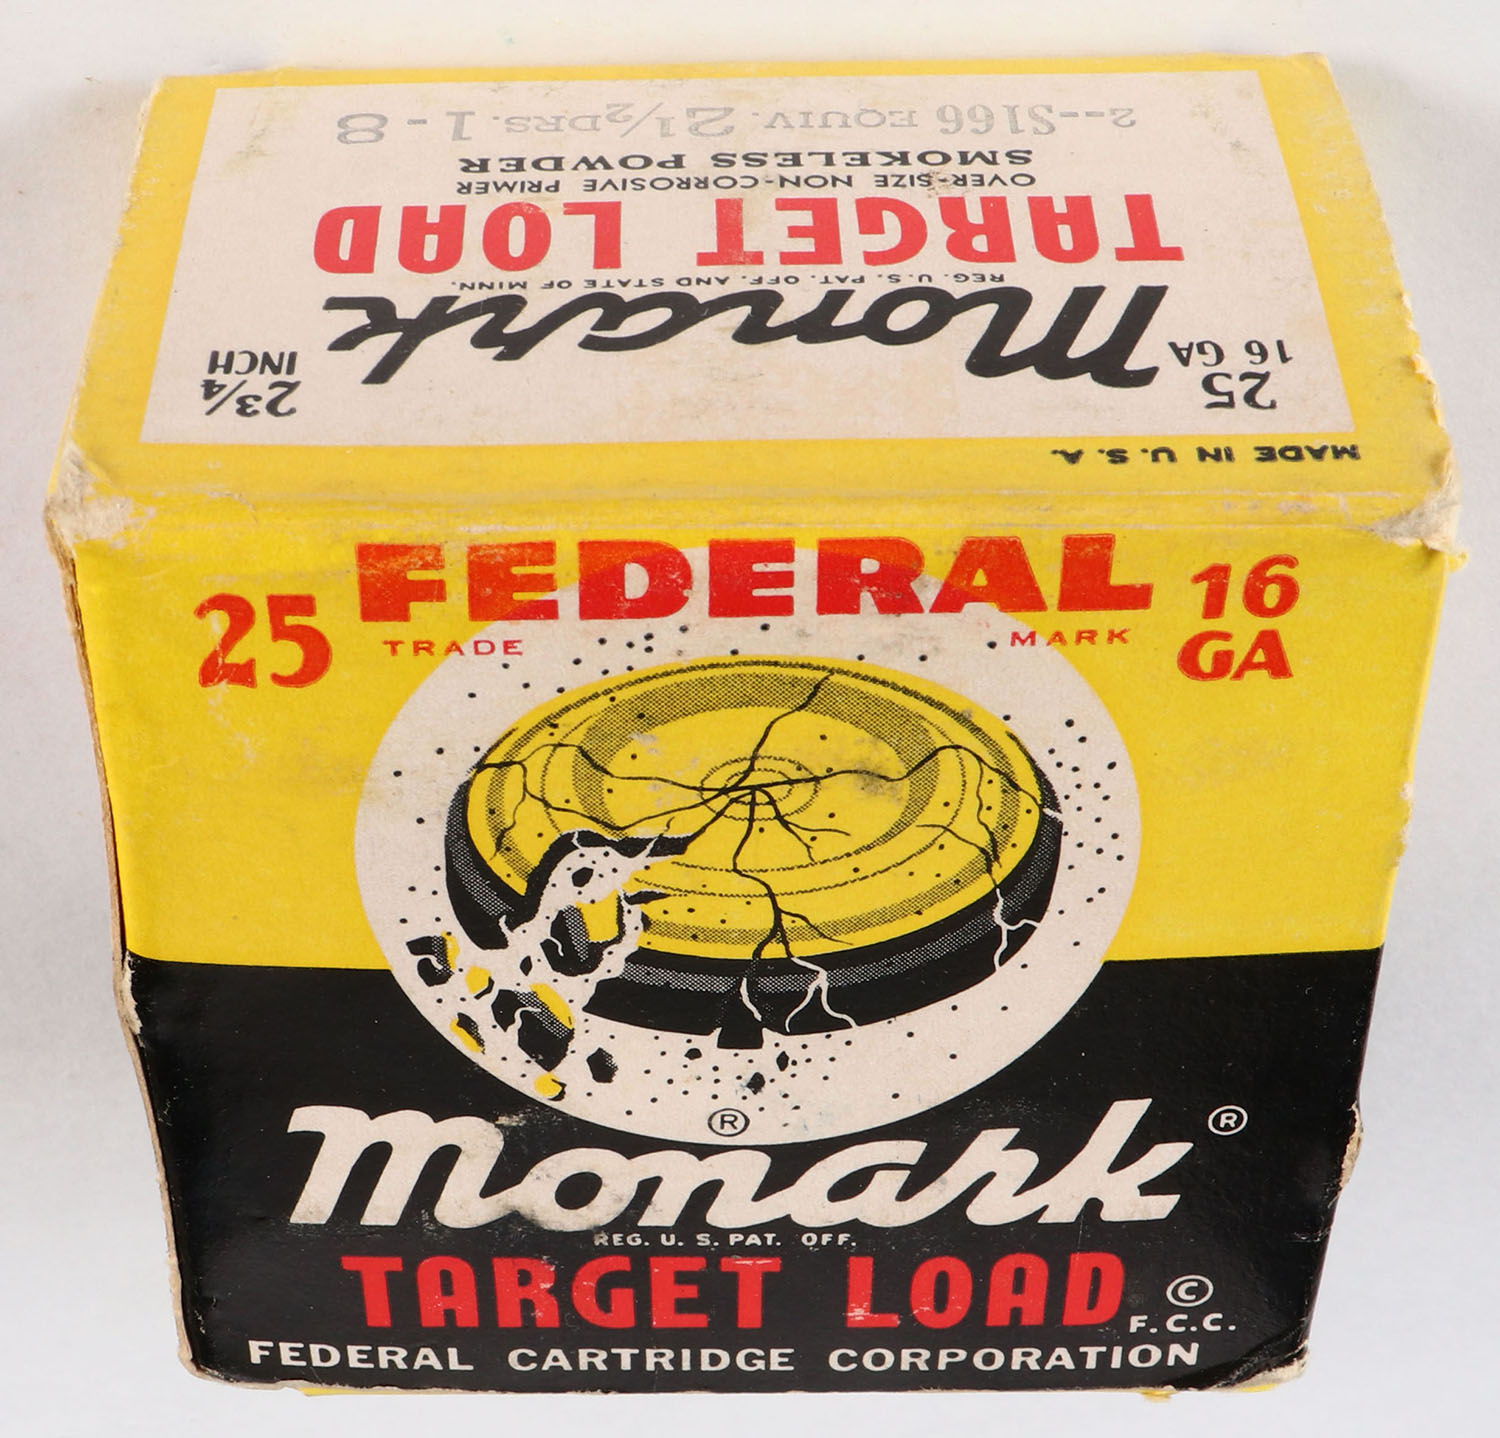 25 FEDERAL 16 GA
TRADE MARK
®
Monark ®
REG. U. S. PAT. OFF.
TARGET LOAD ©
F.C.C.
FEDERAL CARTRIDGE CORPORATION
MADE IN U. S. A.
25 16 GA
2¾ INCH
Monark
REG. U. S. PAT. OFF. AND STATE OF MINN.
TARGET LOAD
OVER-SIZE NON-CORROSIVE PRIMER
SMOKELESS POWDER
2--S166 EQUIV. 2½ DRS. 1 - 8